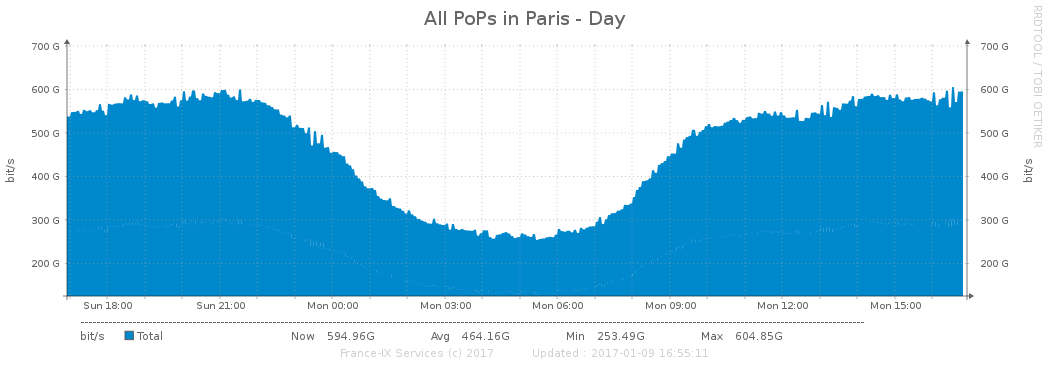 All PoPs in Paris - Day
RRDTOOL / TOBI OETIKER
700 G 700 G
600 G 600 G
500 G 500 G
400 G 400 G
300 G 300 G
200 G 200 G
bit/s
bit/s
Sun 18:00 Sun 21:00 Mon 00:00 Mon 03:00 Mon 06:00 Mon 09:00 Mon 12:00 Mon 15:00
bit/s Total Now 594.96G Avg 464.16G Min 253.49G Max 604.85G
France-IX Services (c) 2017 Updated : 2017-01-09 16:55:11